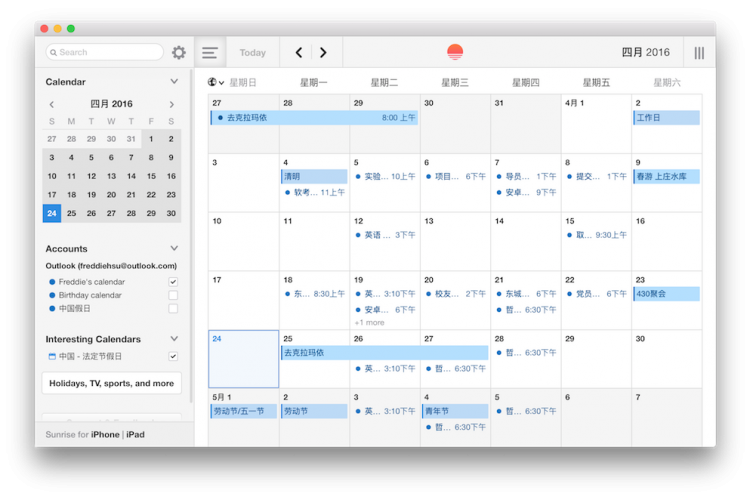 Search
Today
四月 2016
Calendar
四月 2016
S M T W T F S
27 28 29 30 31 1 2
3 4 5 6 7 8 9
10 11 12 13 14 15 16
17 18 19 20 21 22 23
24 25 26 27 28 29 30
Accounts
Outlook (freddiehsu@outlook.com)
Freddie's calendar
Birthday calendar
中国假日
Interesting Calendars
中国 - 法定节假日
Holidays, TV, sports, and more
Sunrise for iPhone | iPad
星期日 星期一 星期二 星期三 星期四 星期五 星期六
27 28 29 30 31 4月 1 2
去克拉玛依 8:00 上午 工作日
3 4 5 6 7 8 9
清明 实验... 10上午 项目... 6下午 导员... 1下午 提交... 1下午 春游 上庄水库
软考... 11上午 安卓... 9下午
10 11 12 13 14 15 16
英语 ... 3下午 取... 9:30上午
17 18 19 20 21 22 23
东... 8:30上午 英... 3:10下午 校友... 2下午 东城... 6下午 党员... 6下午 430聚会
安卓... 6下午 哲... 6:30下午
+1 more
24 25 26 27 28 29 30
去克拉玛依 哲... 6:30下午
英... 3:10下午 哲... 6:30下午
5月 1 2 3 4 5 6 7
劳动节/五一节 劳动节 英... 3:10下午 青年节 哲... 6:30下午
哲... 6:30下午